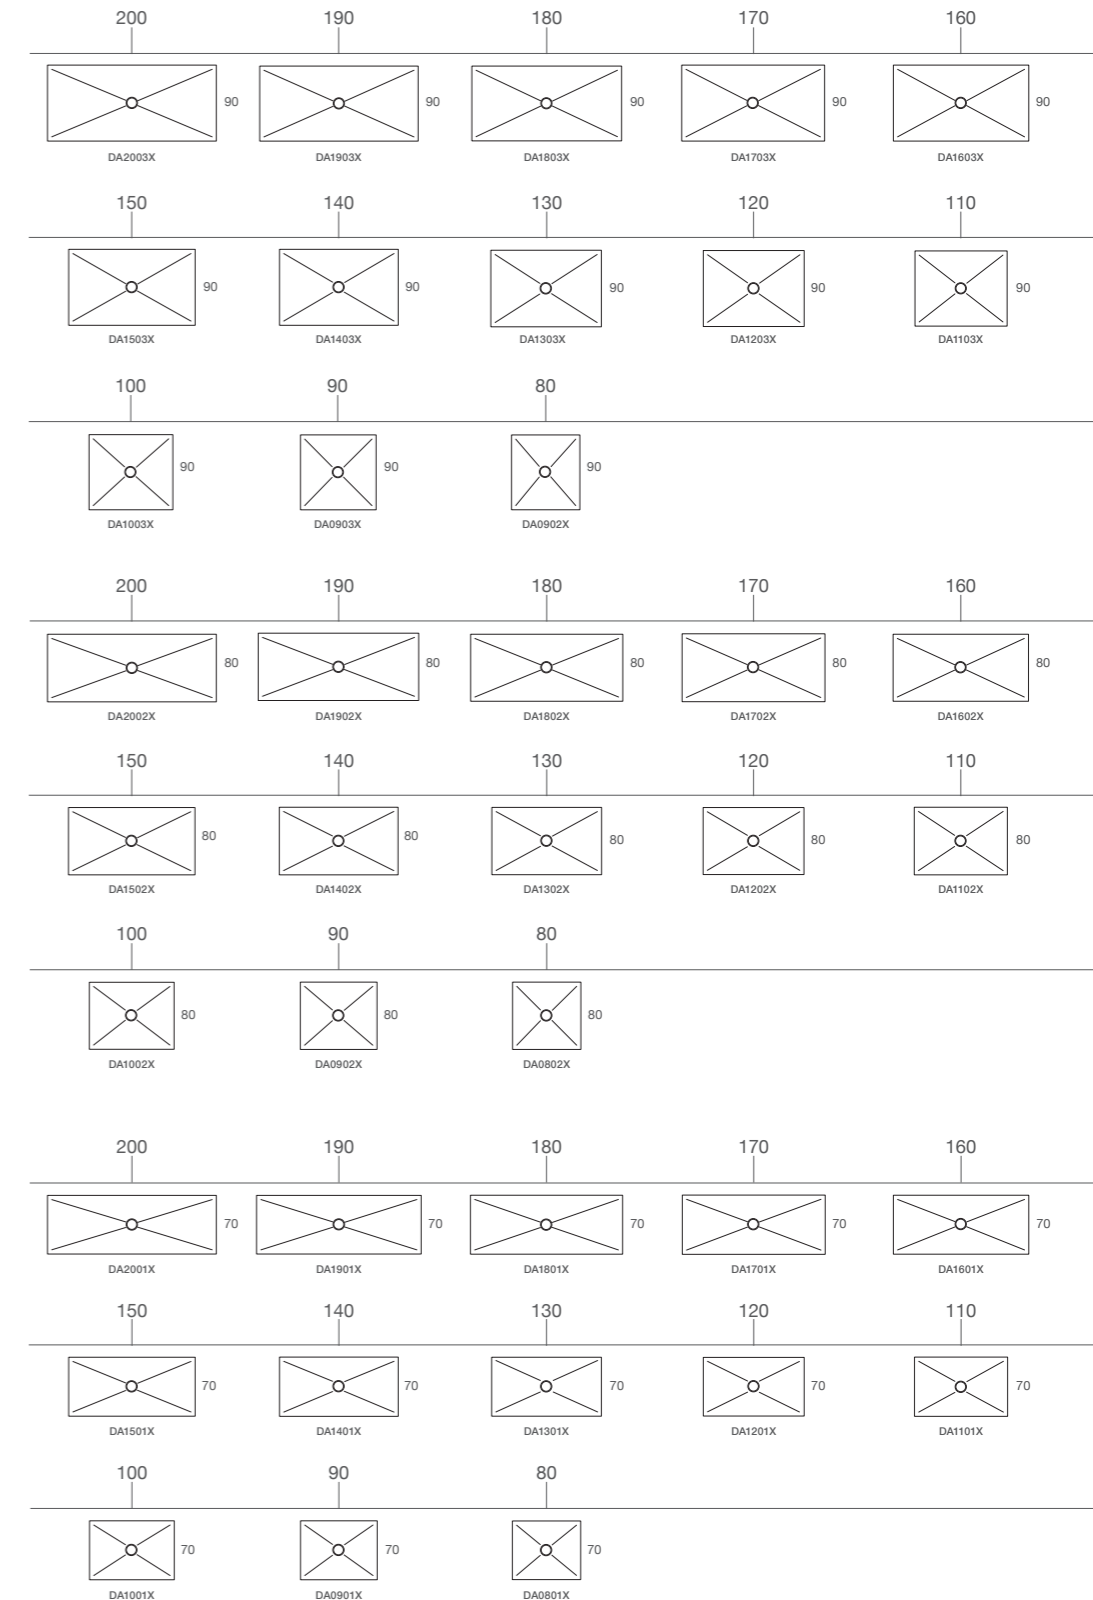 200 190 180 170 160
90 90 90 90 90
DA2003X DA1903X DA1803X DA1703X DA1603X
150 140 130 120 110
90 90 90 90 90
DA1503X DA1403X DA1303X DA1203X DA1103X
100 90 80
90 90 90
DA1003X DA0903X DA0902X
200 190 180 170 160
80 80 80 80 80
DA2002X DA1902X DA1802X DA1702X DA1602X
150 140 130 120 110
80 80 80 80 80
DA1502X DA1402X DA1302X DA1202X DA1102X
100 90 80
80 80 80
DA1002X DA0902X DA0802X
200 190 180 170 160
70 70 70 70 70
DA2001X DA1901X DA1801X DA1701X DA1601X
150 140 130 120 110
70 70 70 70 70
DA1501X DA1401X DA1301X DA1201X DA1101X
100 90 80
70 70 70
DA1001X DA0901X DA0801X